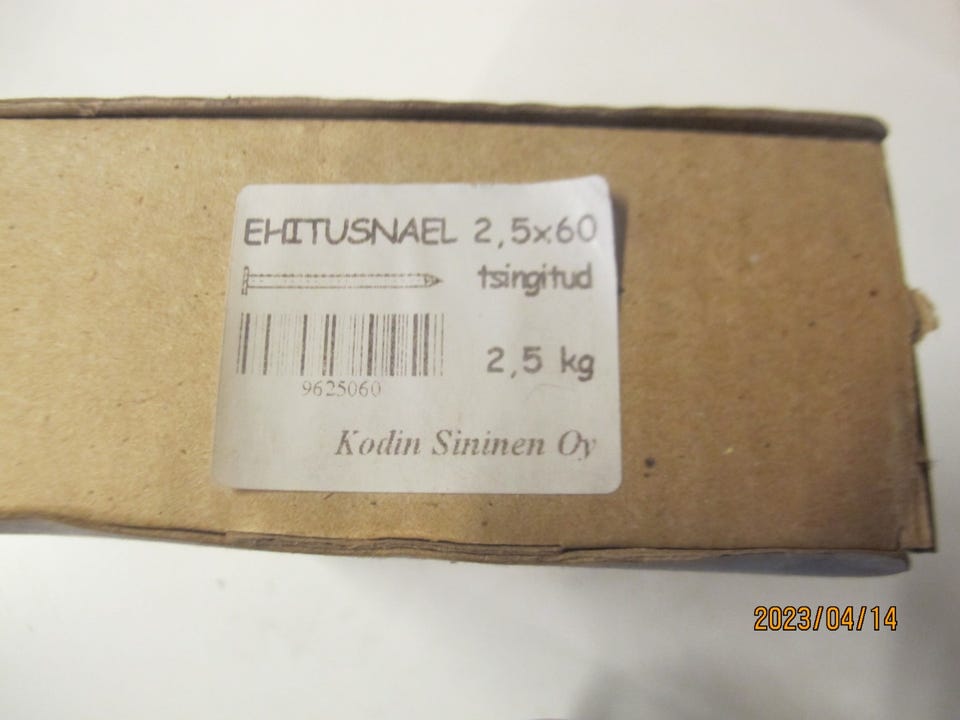 EHITUSNAEL 2,5x60
tsingitud
2,5 kg
9625060
Kodin Sininen Oy
2023/04/14